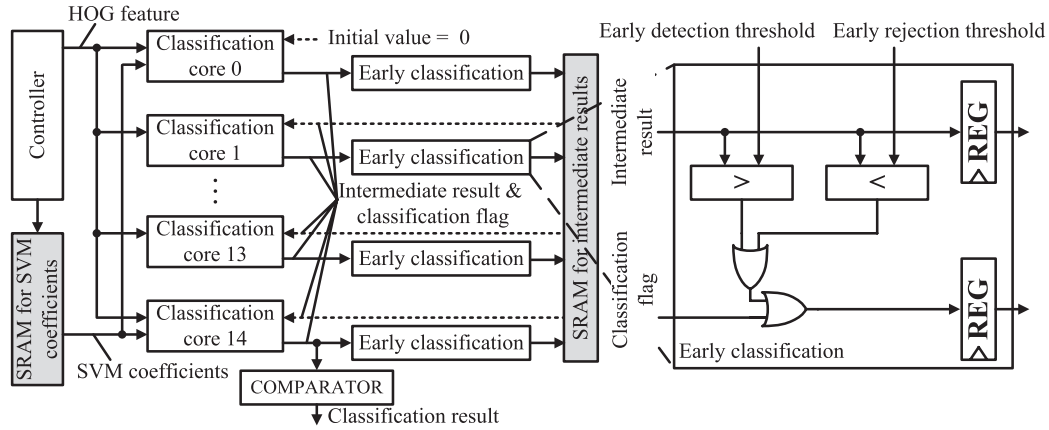 HOG feature
Controller
Classification
core 0
Initial value = 0
Early classification
Classification
core 1
Early classification
Intermediate result &
classification flag
Classification
core 13
Early classification
Classification
core 14
Early classification
SRAM for SVM
coefficients
SVM coefficients
COMPARATOR
Classification result
SRAM for intermediate results
Early detection threshold
Early rejection threshold
Intermediate
result
>
<
REG
Classification
flag
REG
Early classification